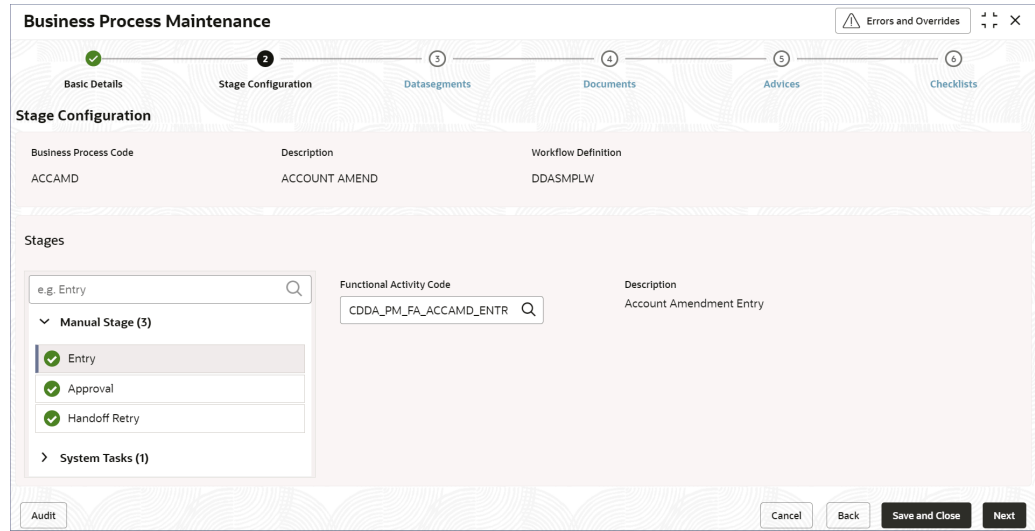 Business Process Maintenance
Errors and Overrides
2 3 4 5 6
Basic Details Stage Configuration Datasegments Documents Advices Checklists
Stage Configuration
Business Process Code Description Workflow Definition
ACCAMD ACCOUNT AMEND DDASMPLW
Stages
e.g. Entry
Functional Activity Code Description
CDDA_PM_FA_ACCAMD_ENTR Account Amendment Entry
Manual Stage (3)
Entry
Approval
Handoff Retry
System Tasks (1)
Audit Cancel Back Save and Close Next